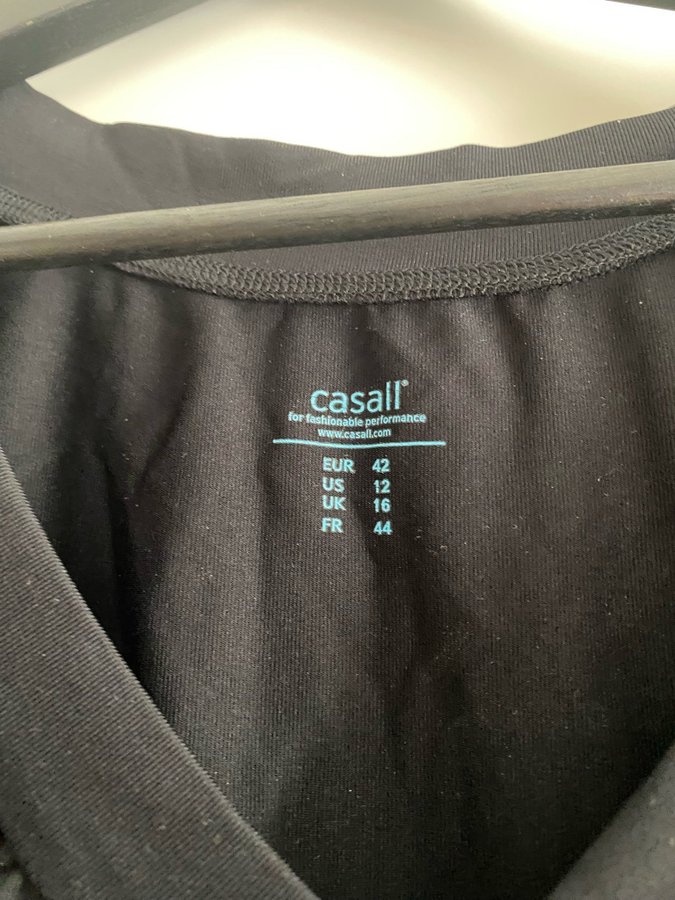 casall®
for fashionable performance
www.casall.com
EUR 42
US 12
UK 16
FR 44